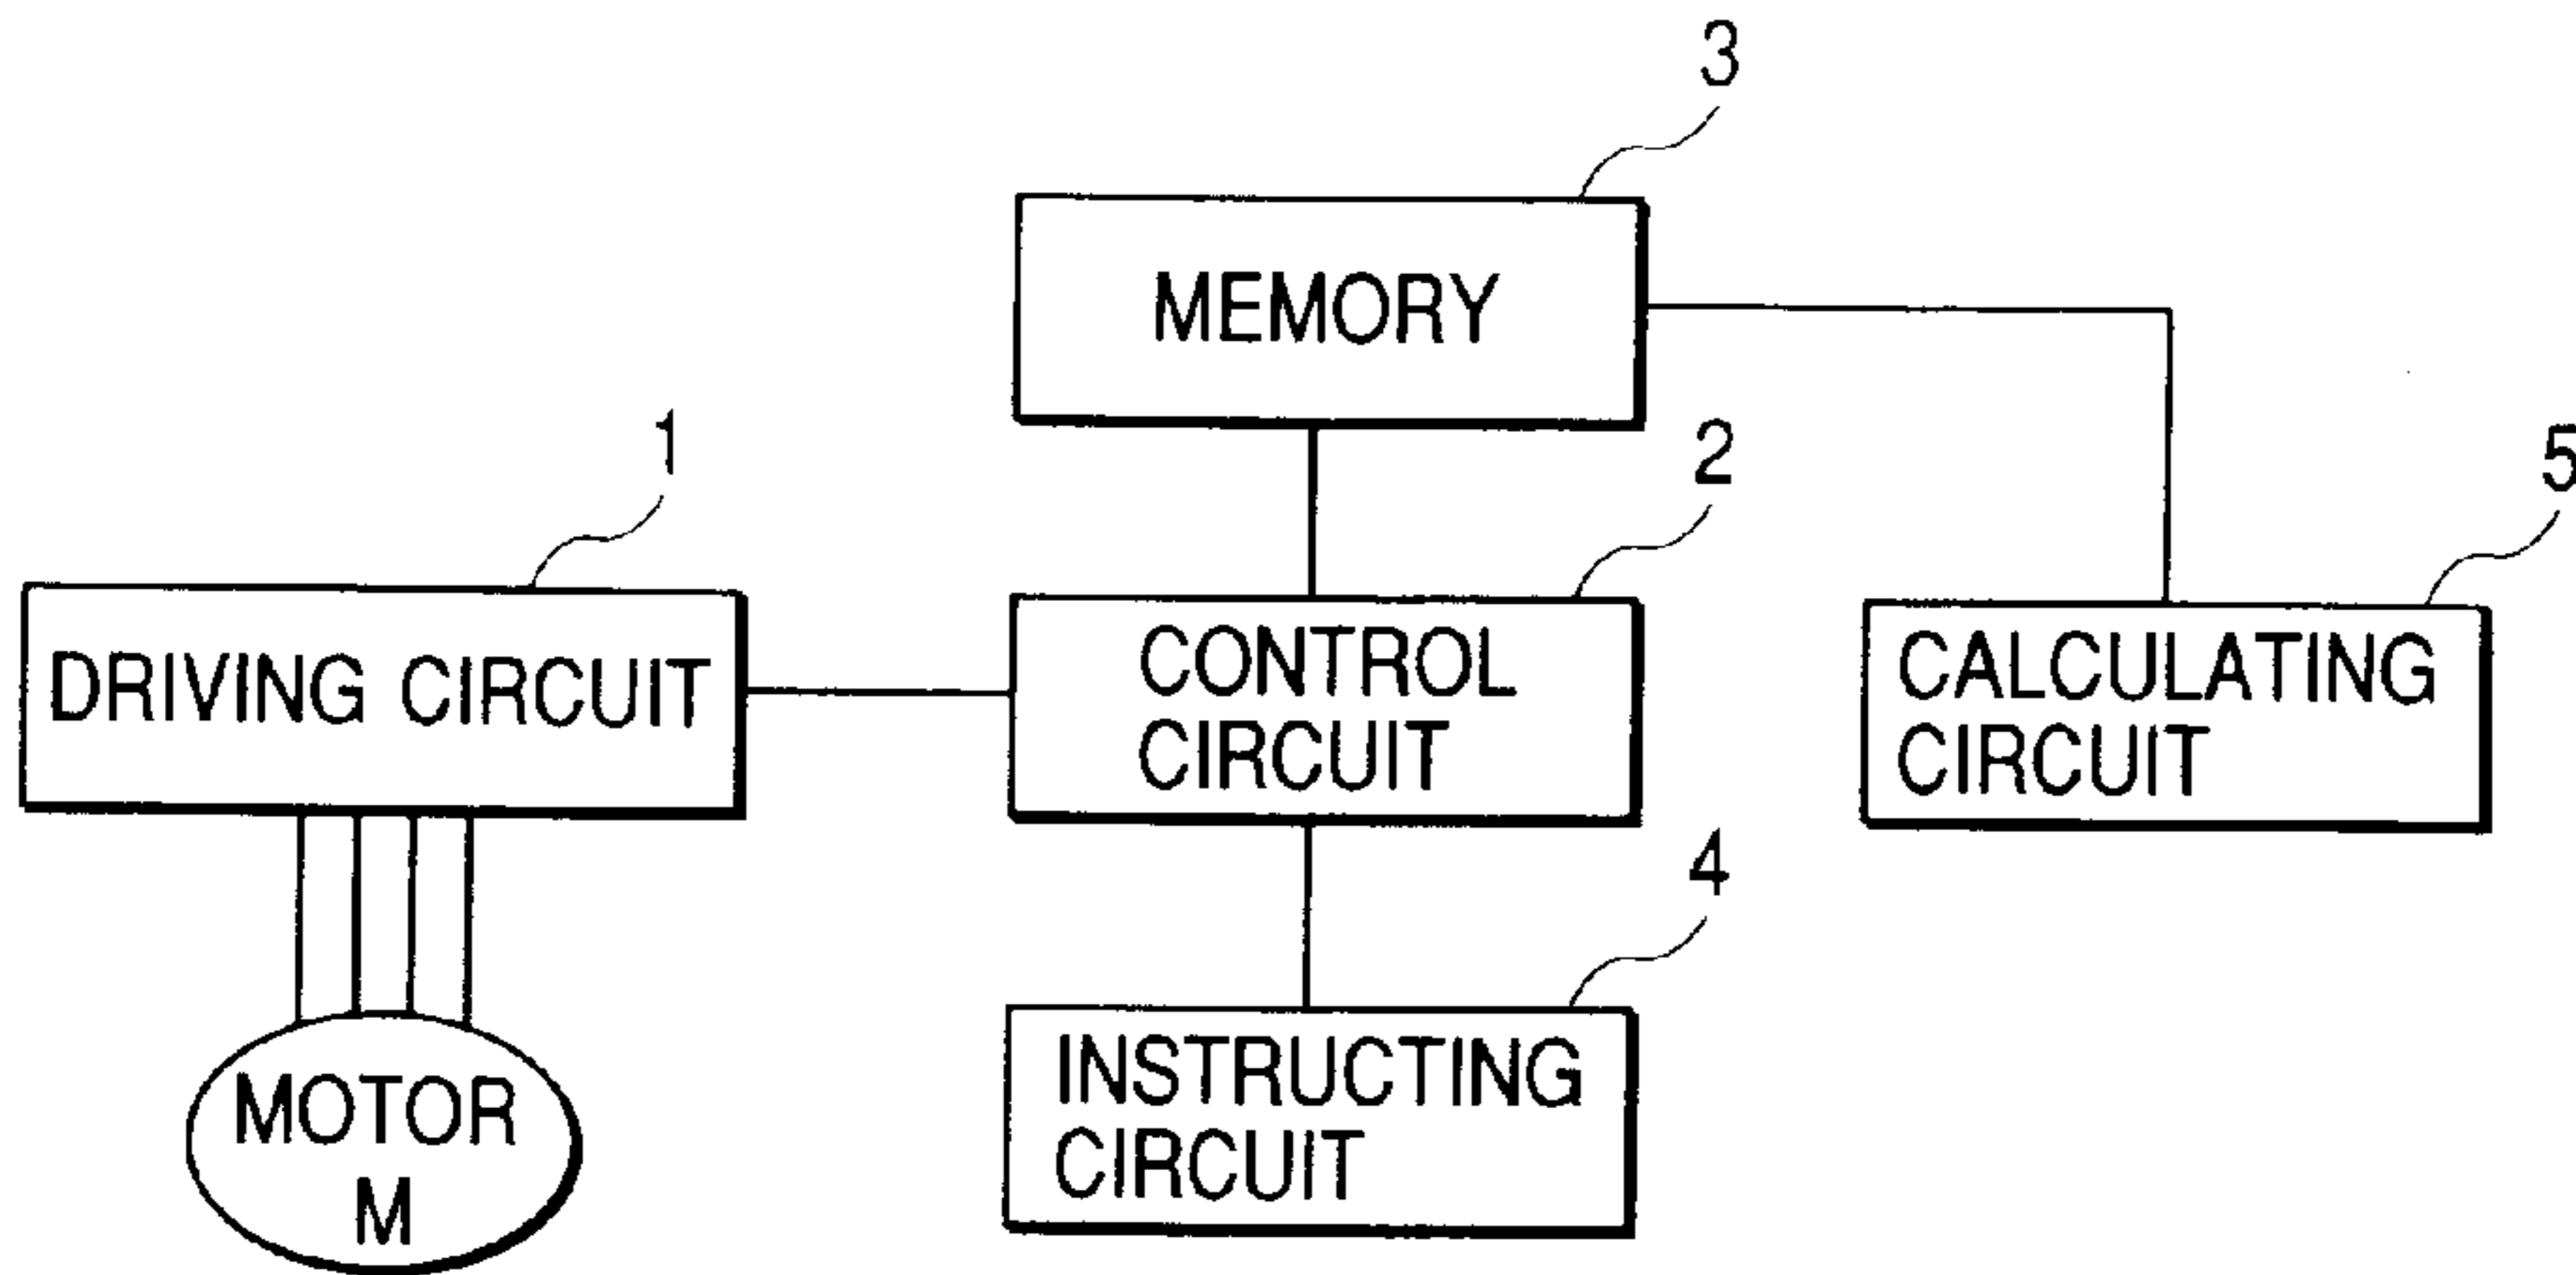 3
MEMORY
1
2
5
DRIVING CIRCUIT
CONTROL
CIRCUIT
CALCULATING
CIRCUIT
4
INSTRUCTING
CIRCUIT
MOTOR
M